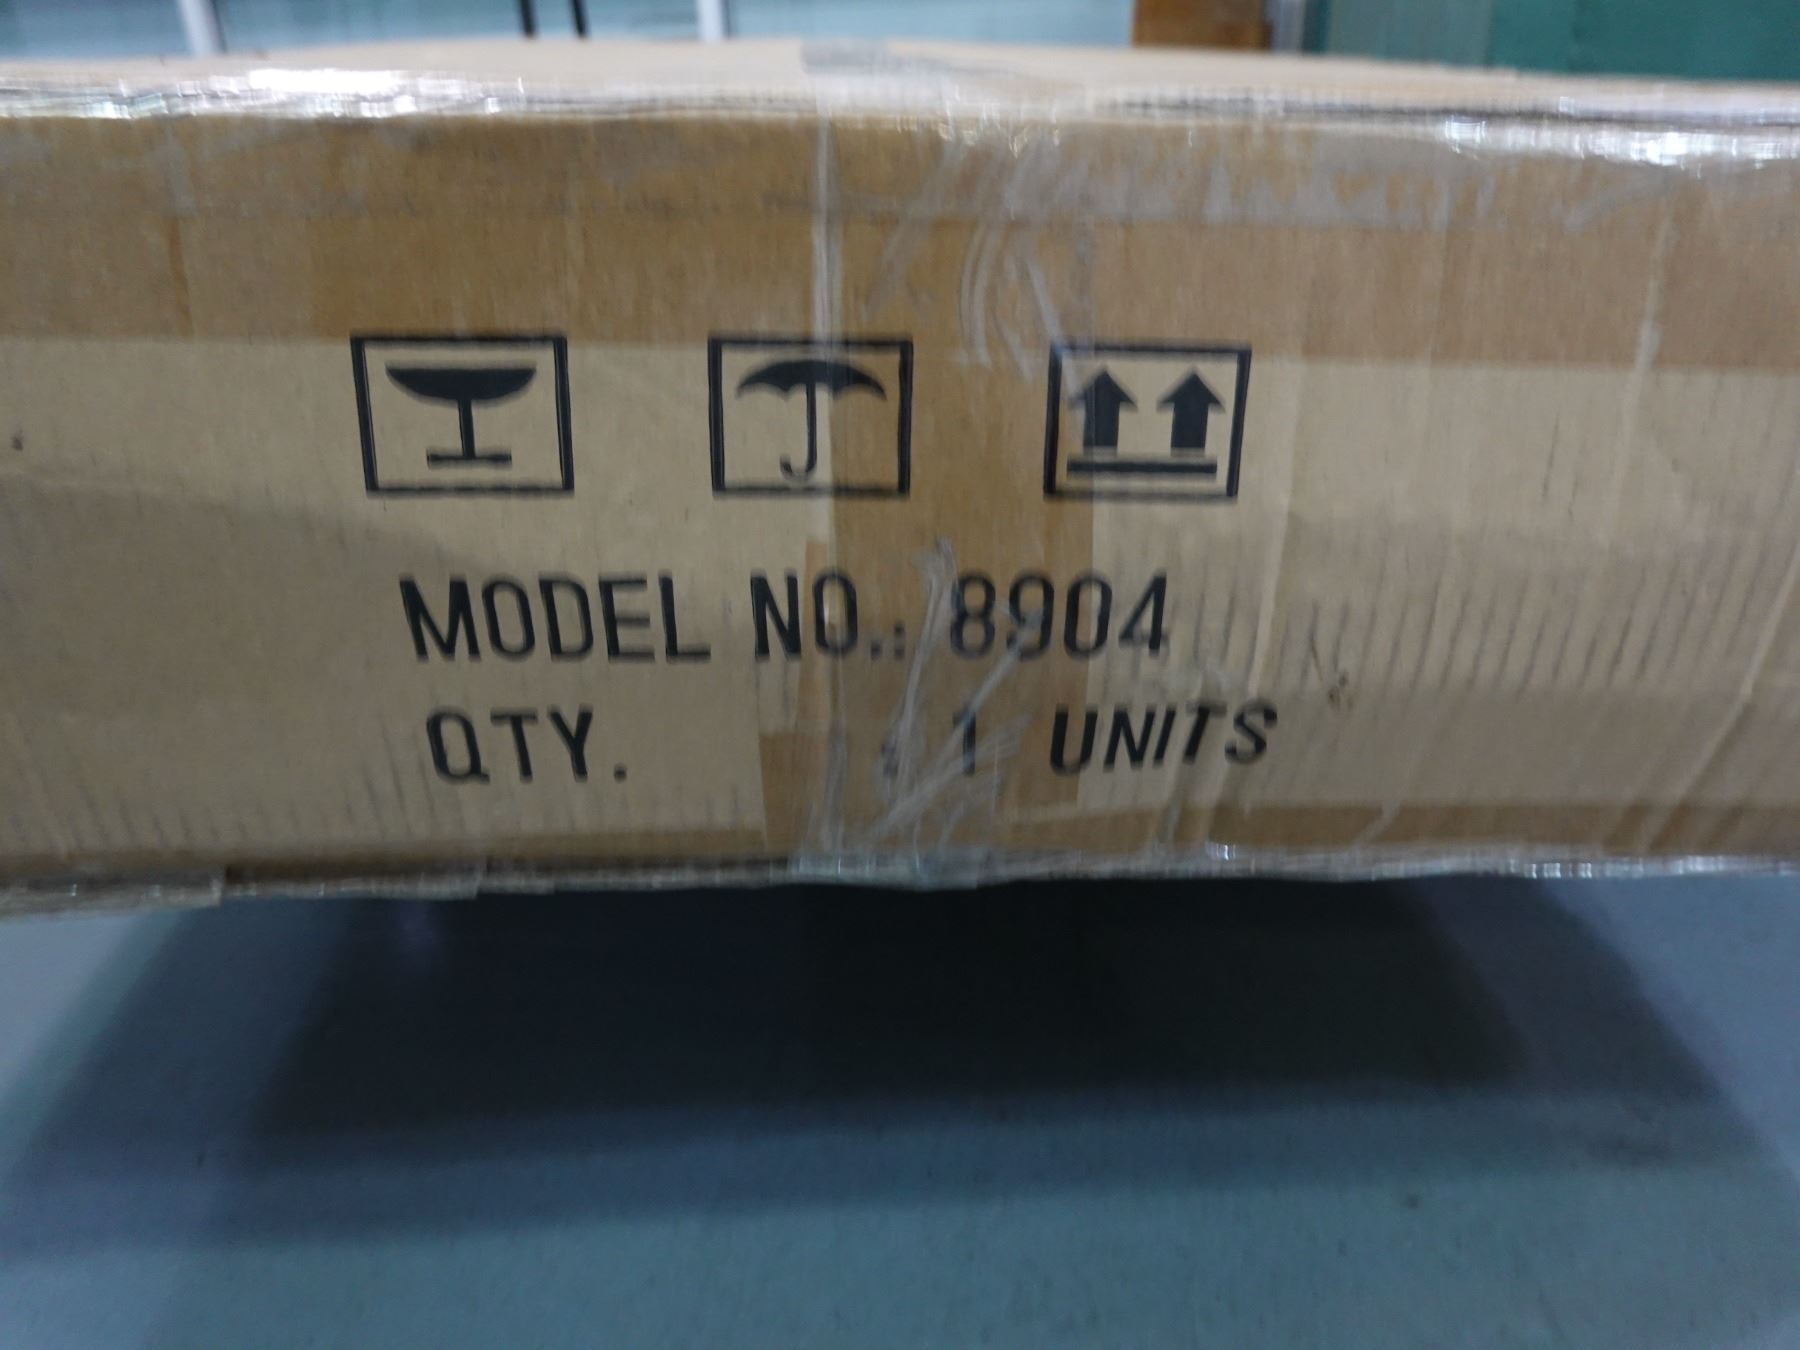 MODEL NO.: 8904
QTY. : 1 UNITS